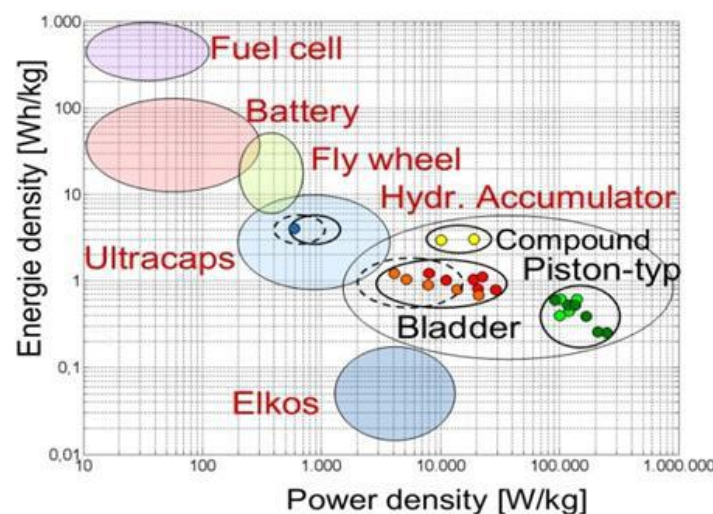 Energie density [Wh/kg]
1.000
100
10
1
0,1
0,01
Fuel cell
Battery
Fly wheel
Hydr. Accumulator
Ultracaps
Compound
Piston-typ
Bladder
Elkos
10
100
1.000
10.000
100.000
1.000.000
Power density [W/kg]